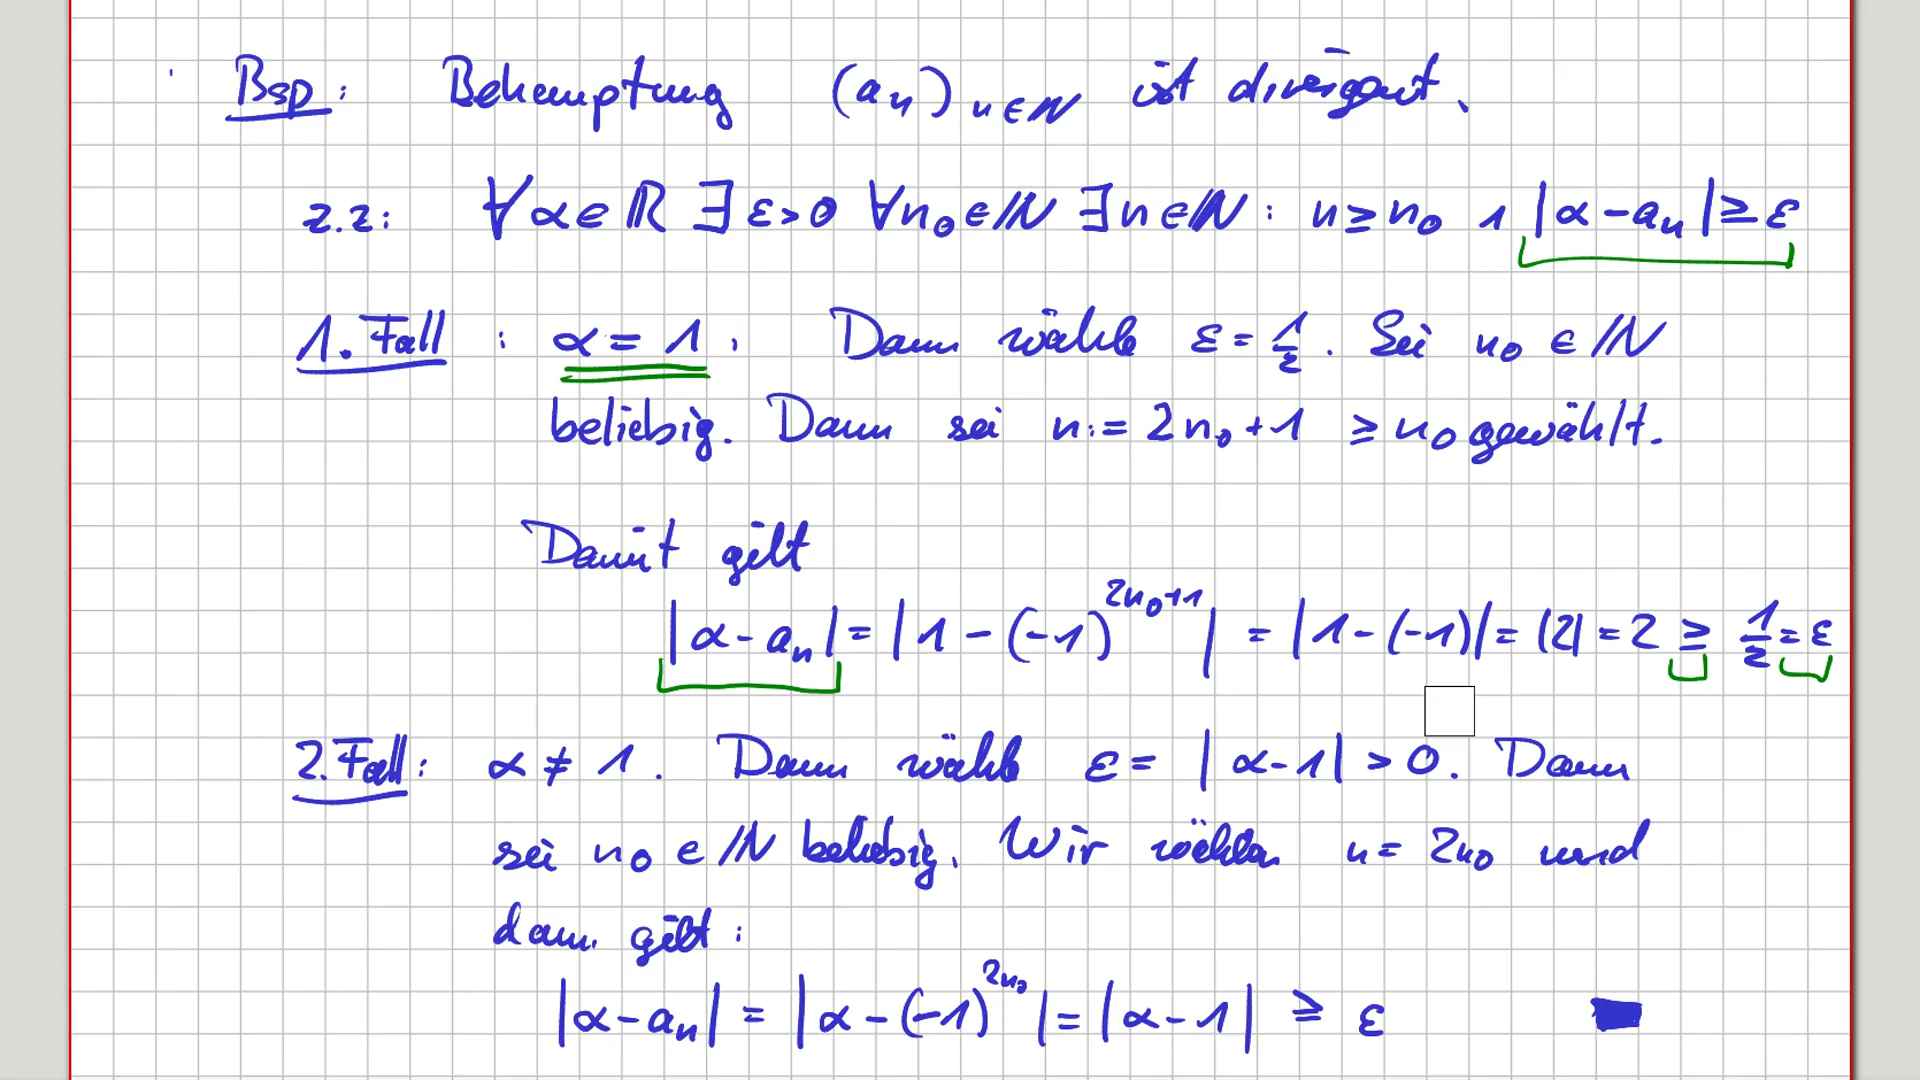 Bsp: Behauptung (aₙ)ₙ∈ℕ ist divergent.
z.z: ∀α∈ℝ ∃ε>0 ∀n₀∈ℕ ∃n∈ℕ: n≥n₀ ∧ |α-aₙ|≥ε
1. Fall: α=1. Dann wähle ε=1/2. Sei n₀∈ℕ
beliebig. Dann sei n:=2n₀+1 ≥ n₀ gewählt.
Damit gilt
|α-aₙ| = |1-(-1)^(2n₀+1)| = |1-(-1)| = |2| = 2 ≥ 1/2 = ε
2. Fall: α≠1. Dann wähle ε=|α-1|>0. Dann
sei n₀∈ℕ beliebig. Wir wählen n=2n₀ und
dann gilt:
|α-aₙ| = |α-(-1)^(2n₀)| = |α-1| ≥ ε